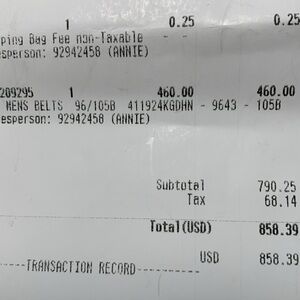 1 0.25 0.25
pping Bag Fee non-Taxable - -
esperson: 92942458 (ANNIE)
209295 1 460.00 460.00
MENS BELTS 96/105B 411924KGDHN - 9643 - 105B
esperson: 92942458 (ANNIE)
Subtotal 790.25
Tax 68.14
Total(USD) 858.39
USD 858.39
-----TRANSACTION RECORD-----------